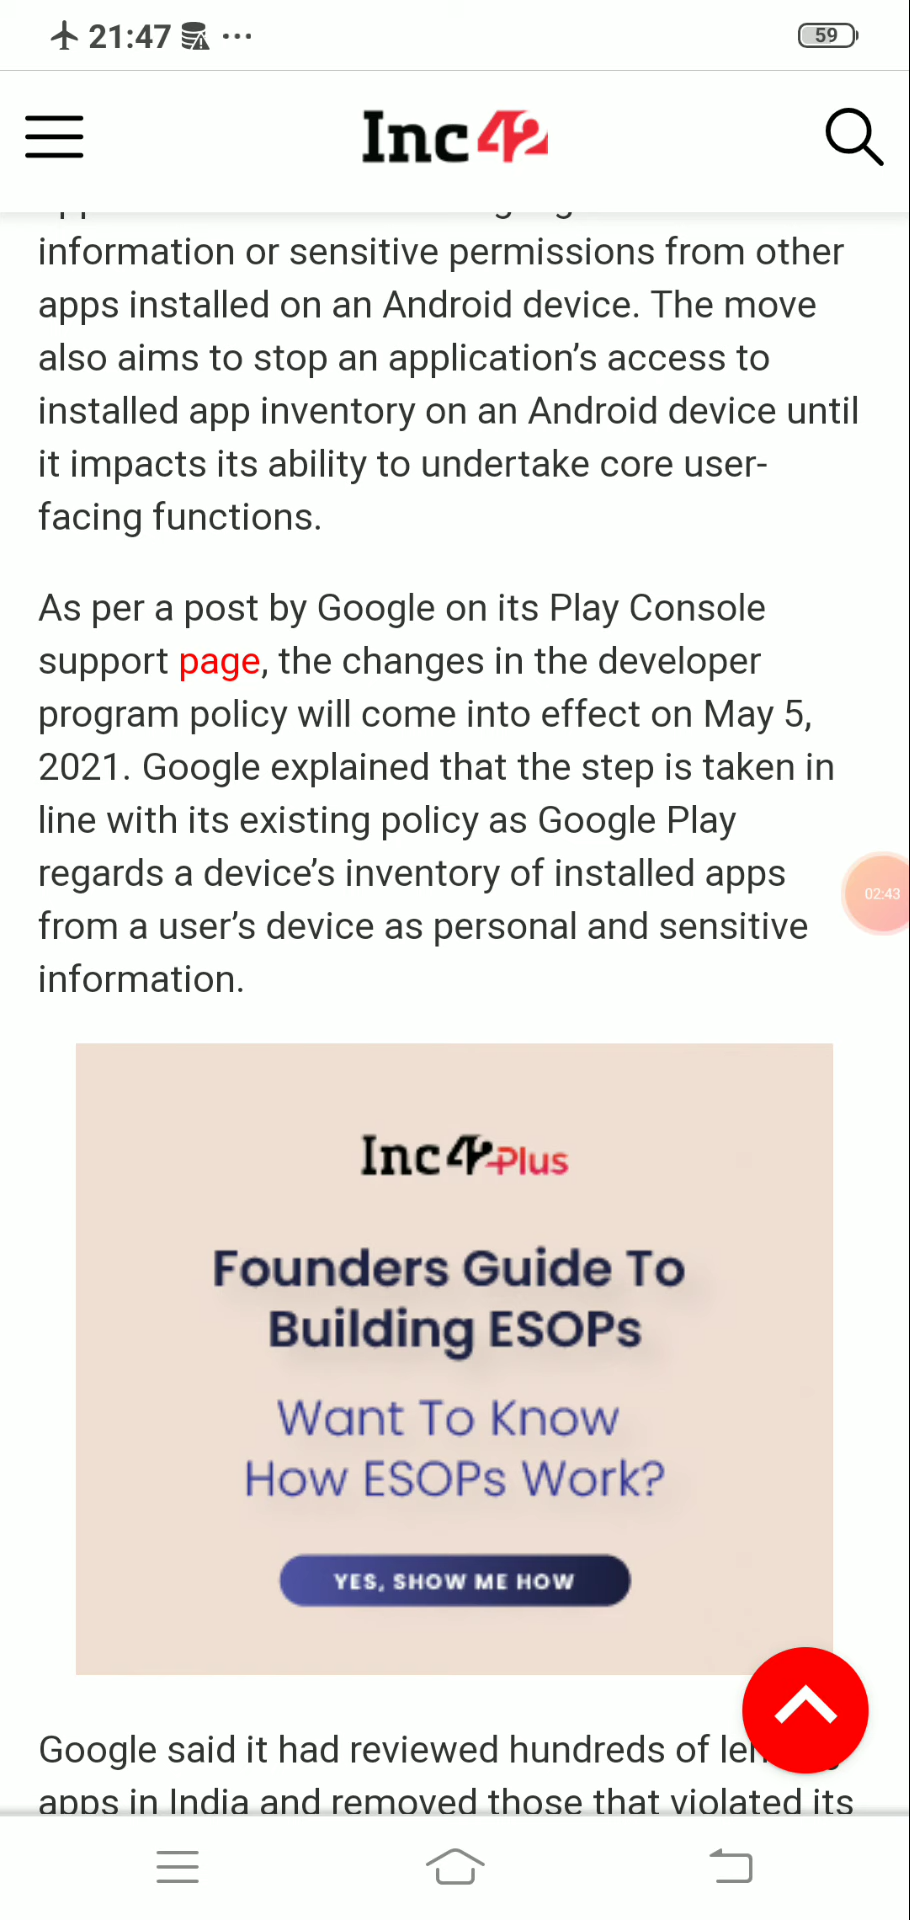 21:47
59
Inc42
information or sensitive permissions from other
apps installed on an Android device. The move
also aims to stop an application’s access to
installed app inventory on an Android device until
it impacts its ability to undertake core user-
facing functions.
As per a post by Google on its Play Console
support page, the changes in the developer
program policy will come into effect on May 5,
2021. Google explained that the step is taken in
line with its existing policy as Google Play
regards a device’s inventory of installed apps
02:43
from a user’s device as personal and sensitive
information.
Inc42 Plus
Founders Guide To
Building ESOPs
Want To Know
How ESOPs Work?
YES, SHOW ME HOW
Google said it had reviewed hundreds of
apps in India and removed those that violated its